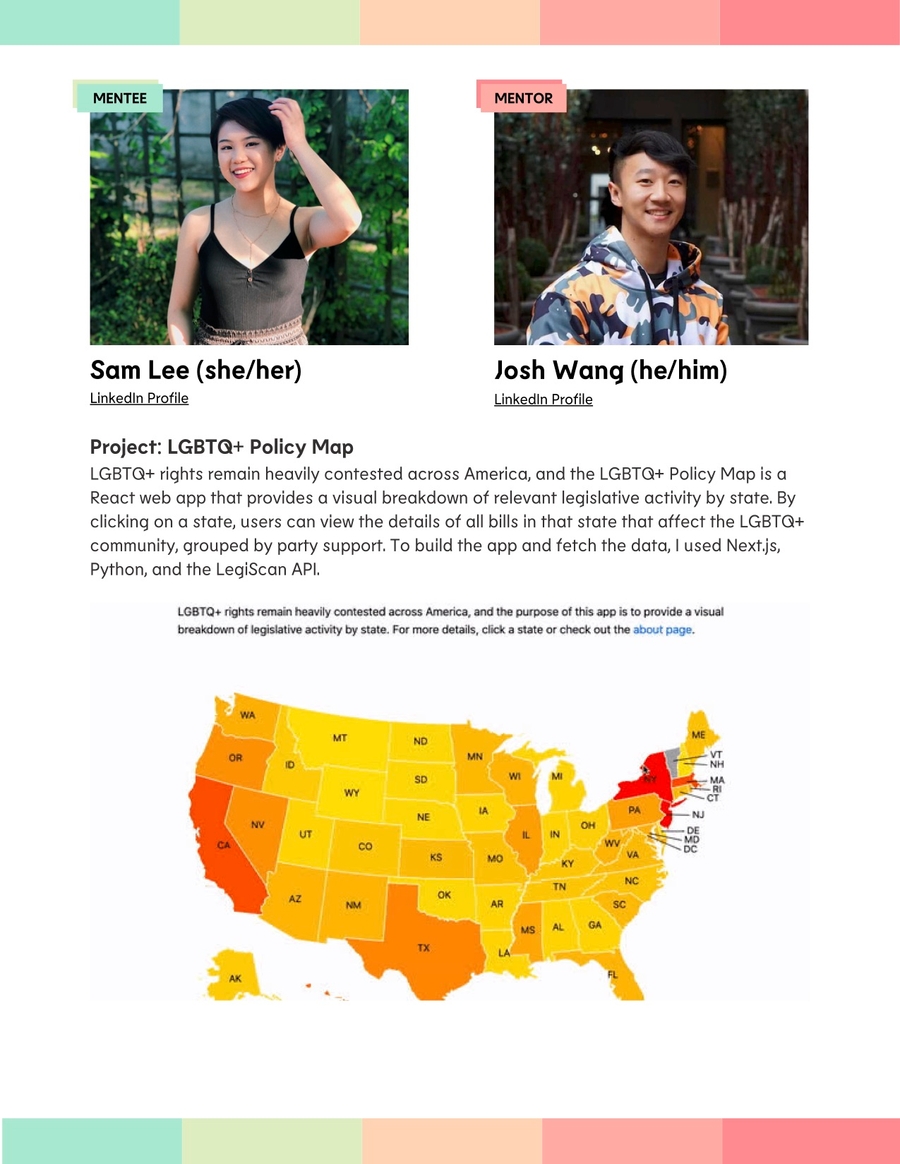 MENTEE
MENTOR
Sam Lee (she/her)
LinkedIn Profile
Josh Wang (he/him)
LinkedIn Profile
Project: LGBTQ+ Policy Map
LGBTQ+ rights remain heavily contested across America, and the LGBTQ+ Policy Map is a
React web app that provides a visual breakdown of relevant legislative activity by state. By
clicking on a state, users can view the details of all bills in that state that affect the LGBTQ+
community, grouped by party support. To build the app and fetch the data, I used Next.js,
Python, and the LegiScan API.
LGBTQ+ rights remain heavily contested across America, and the purpose of this app is to provide a visual
breakdown of legislative activity by state. For more details, click a state or check out the about page.
WA
MT
ND
MN
ME
VT
NH
OR
ID
SD
WI
MI
NY
MA
RI
CT
WY
NE
IA
PA
NJ
NV
UT
CO
IL
IN
OH
DE
MD
DC
CA
KS
MO
WV
VA
KY
AZ
NM
OK
AR
TN
NC
SC
TX
LA
MS
AL
GA
AK
FL